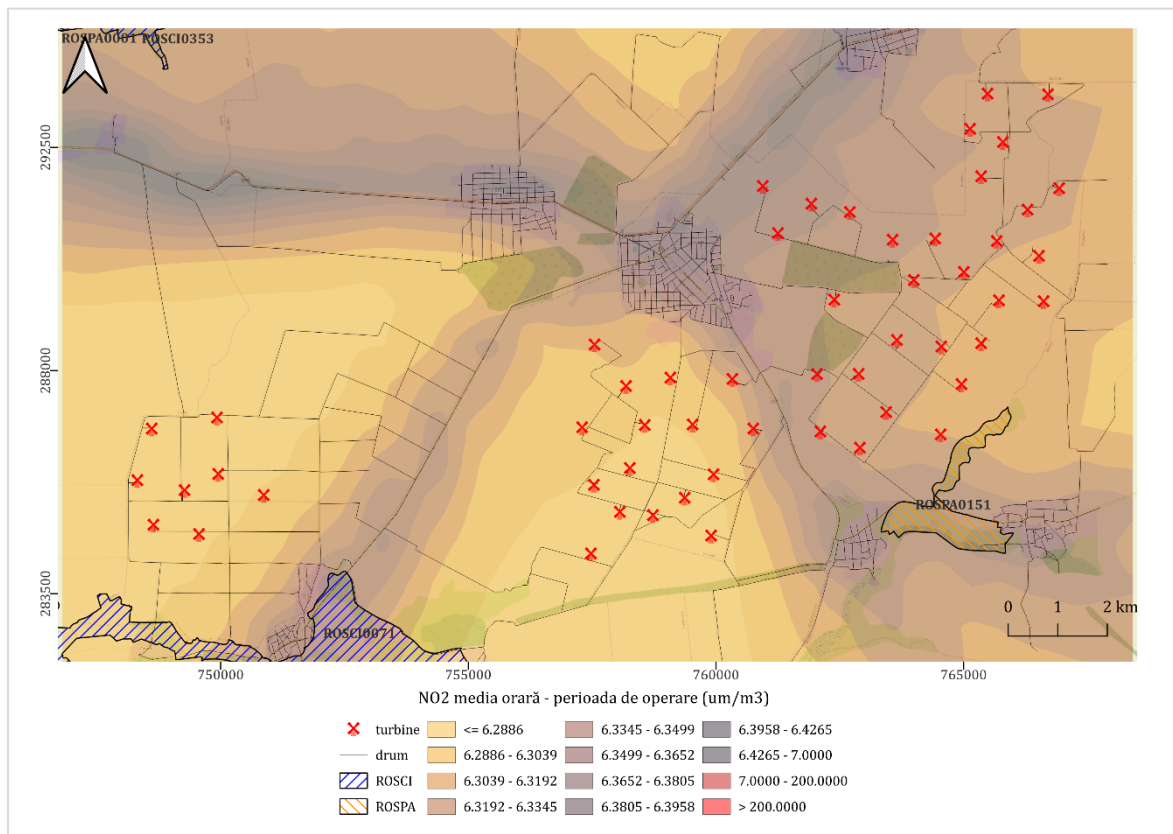 ROSPA0001 ROSCI0353
292500
288000
283500
ROSPA0151
ROSCI0071
0 1 2 km
750000 755000 760000 765000
NO2 media orară - perioada de operare (um/m3)
turbine <= 6.2886 6.3345 - 6.3499 6.3958 - 6.4265
drum 6.2886 - 6.3039 6.3499 - 6.3652 6.4265 - 7.0000
ROSCI 6.3039 - 6.3192 6.3652 - 6.3805 7.0000 - 200.0000
ROSPA 6.3192 - 6.3345 6.3805 - 6.3958 > 200.0000